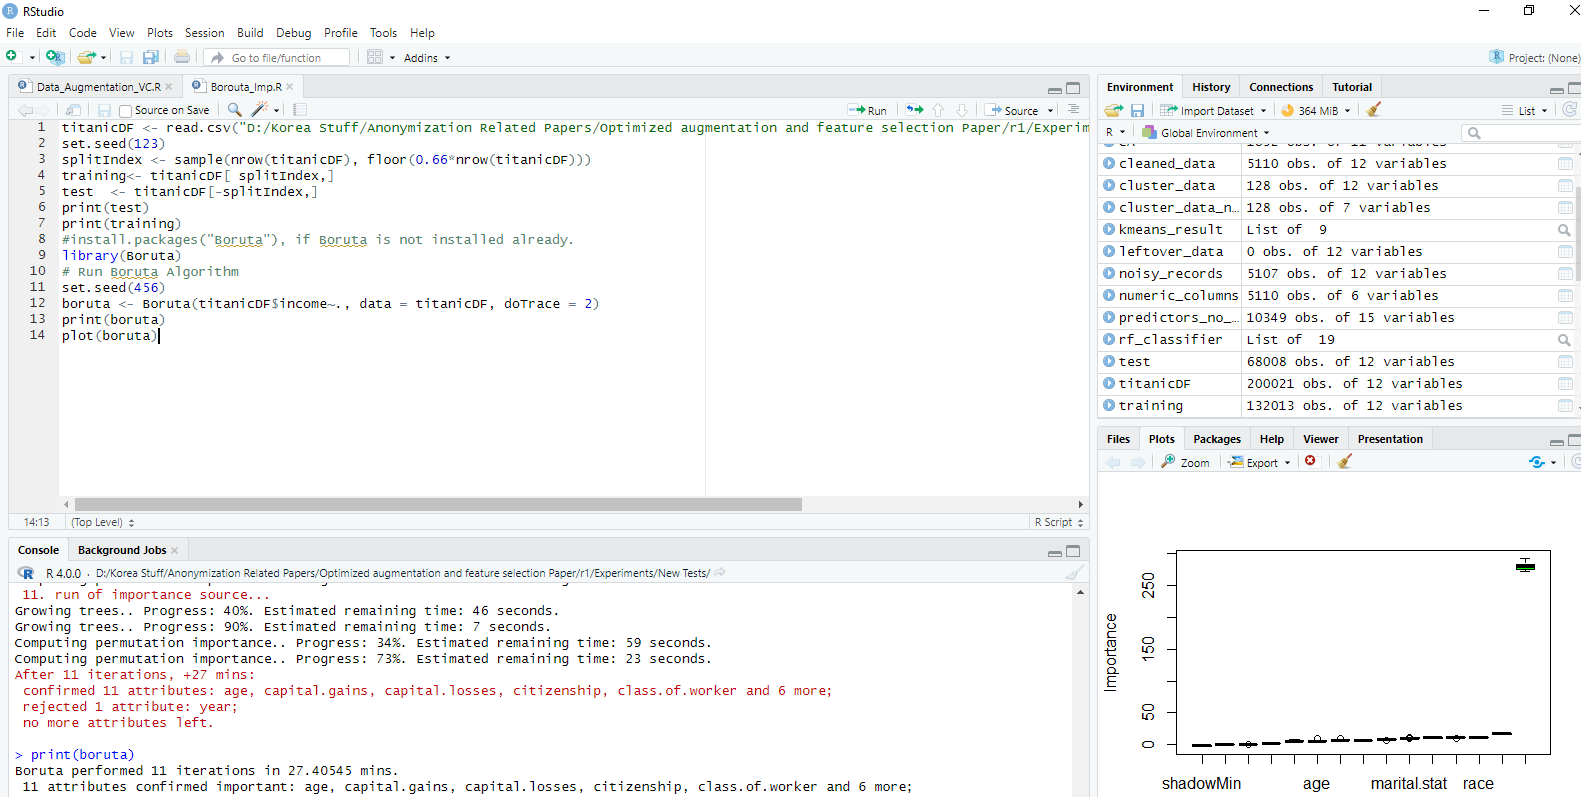 RStudio
File Edit Code View Plots Session Build Debug Profile Tools Help
Go to file/function
Addins
Project: (None)
Data_Augmentation_VC.R
Borouta_Imp.R
Source on Save
Run
Source
1 titanicDF <- read.csv("D:/Korea Stuff/Anonymization Related Papers/Optimized augmentation and feature selection Paper/r1/Experim
2 set.seed(123)
3 splitIndex <- sample(nrow(titanicDF), floor(0.66*nrow(titanicDF)))
4 training<- titanicDF[ splitIndex,]
5 test  <- titanicDF[-splitIndex,]
6 print(test)
7 print(training)
8 #install.packages("Boruta"), if Boruta is not installed already.
9 library(Boruta)
10 # Run Boruta Algorithm
11 set.seed(456)
12 boruta <- Boruta(titanicDF$income~., data = titanicDF, doTrace = 2)
13 print(boruta)
14 plot(boruta)
14:13 (Top Level) R Script
Console Background Jobs
R 4.0.0 · D:/Korea Stuff/Anonymization Related Papers/Optimized augmentation and feature selection Paper/r1/Experiments/New Tests/
11. run of importance source...
Growing trees.. Progress: 40%. Estimated remaining time: 46 seconds.
Growing trees.. Progress: 90%. Estimated remaining time: 7 seconds.
Computing permutation importance.. Progress: 34%. Estimated remaining time: 59 seconds.
Computing permutation importance.. Progress: 73%. Estimated remaining time: 23 seconds.
After 11 iterations, +27 mins:
confirmed 11 attributes: age, capital.gains, capital.losses, citizenship, class.of.worker and 6 more;
rejected 1 attribute: year;
no more attributes left.
> print(boruta)
Boruta performed 11 iterations in 27.40545 mins.
11 attributes confirmed important: age, capital.gains, capital.losses, citizenship, class.of.worker and 6 more;
Environment History Connections Tutorial
Import Dataset
364 MiB
List
R
Global Environment
cleaned_data 5110 obs. of 12 variables
cluster_data 128 obs. of 12 variables
cluster_data_n… 128 obs. of 7 variables
kmeans_result List of  9
leftover_data 0 obs. of 12 variables
noisy_records 5107 obs. of 12 variables
numeric_columns 5110 obs. of 6 variables
predictors_no_… 10349 obs. of 15 variables
rf_classifier List of  19
test 68008 obs. of 12 variables
titanicDF 200021 obs. of 12 variables
training 132013 obs. of 12 variables
Files Plots Packages Help Viewer Presentation
Zoom
Export
Importance
250
150
50
0
shadowMin age marital.stat race